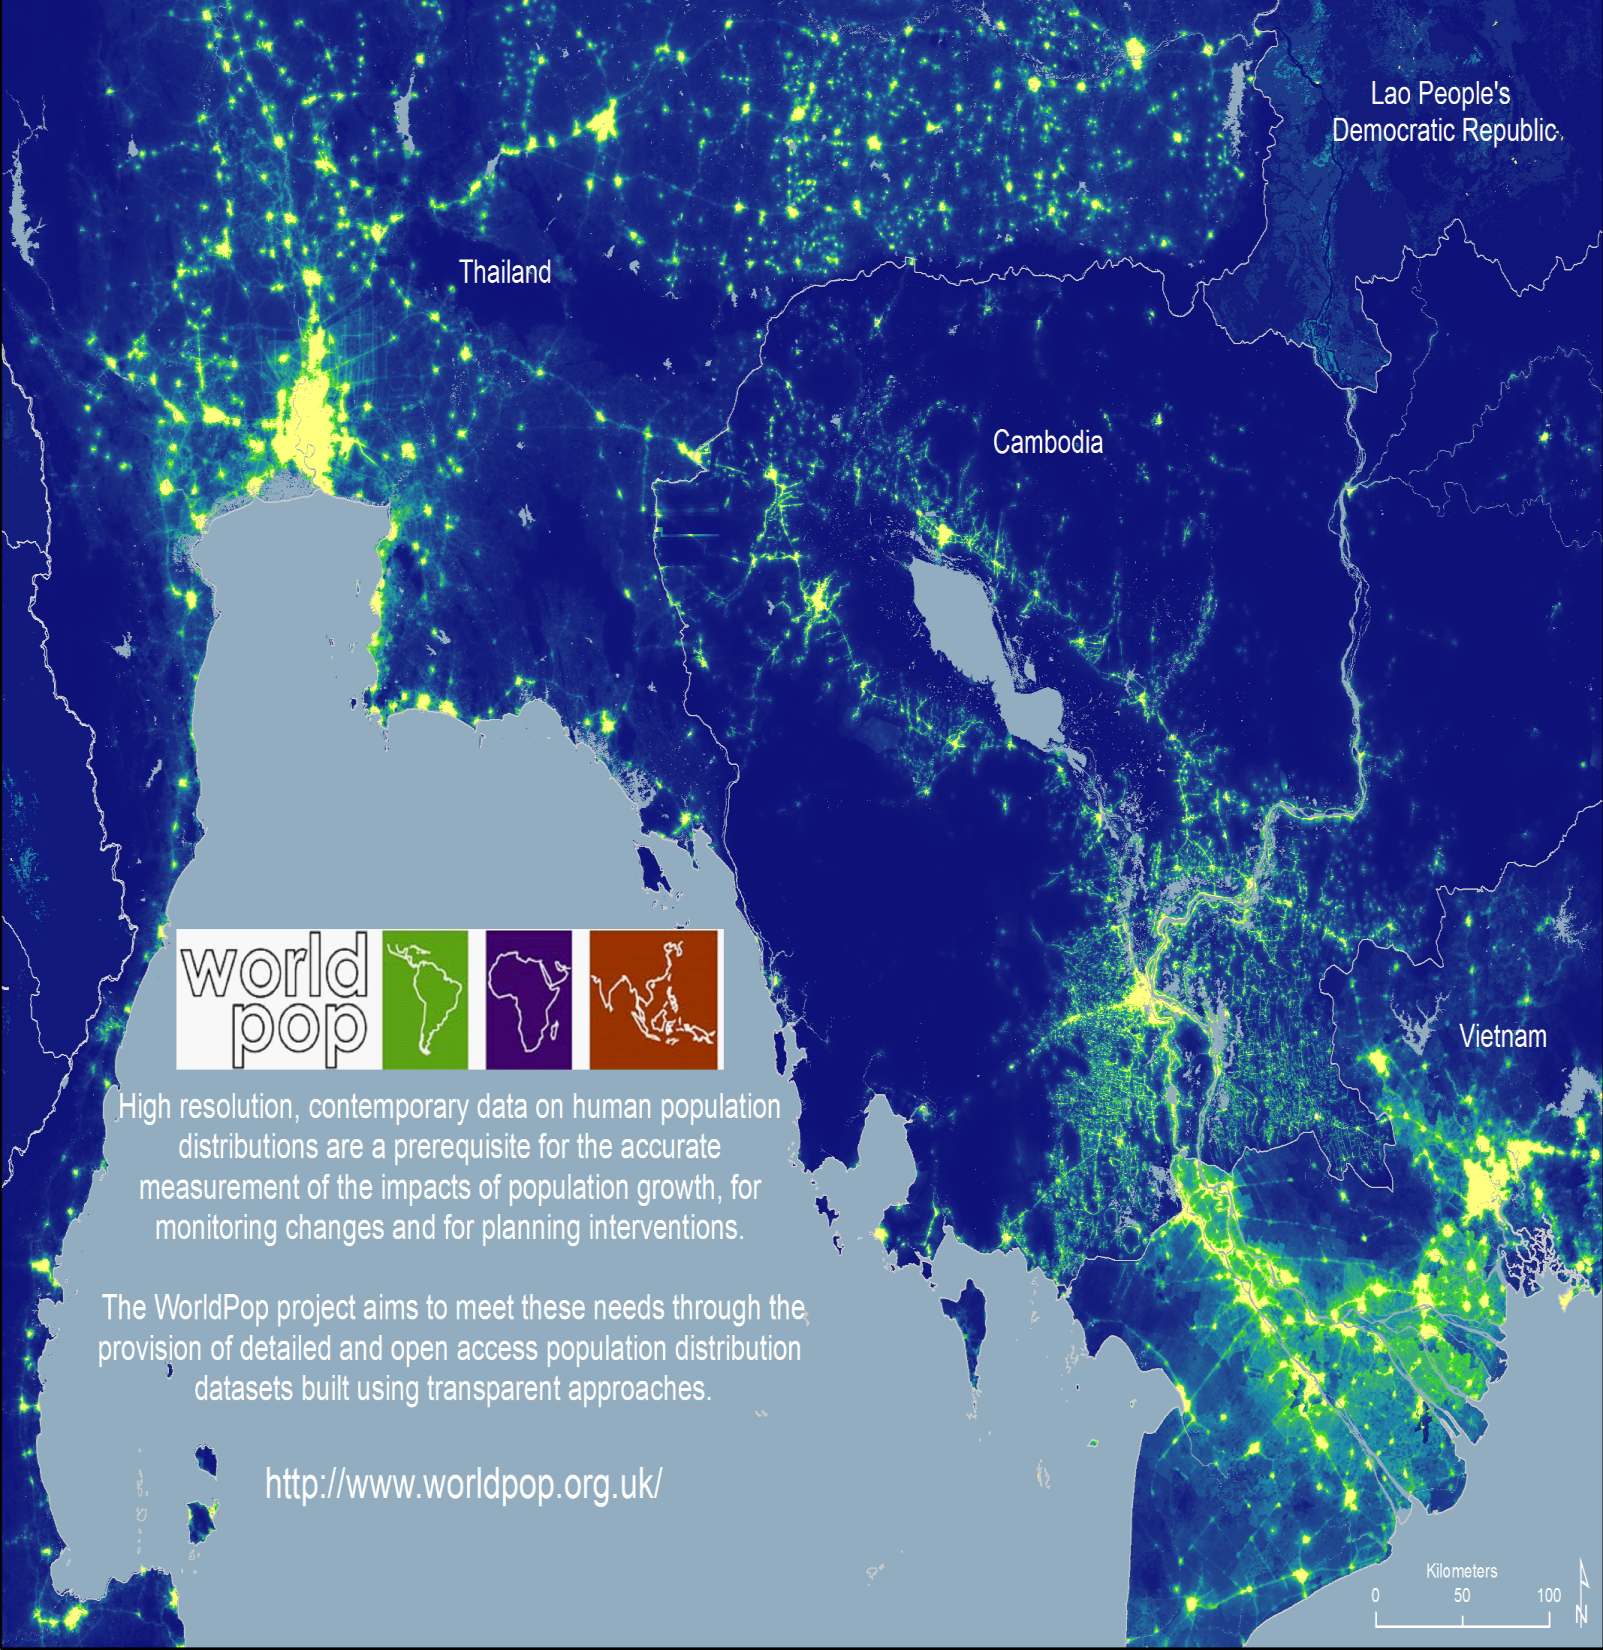 Lao People's
Democratic Republic
Thailand
Cambodia
world
pop
Vietnam
High resolution, contemporary data on human population
distributions are a prerequisite for the accurate
measurement of the impacts of population growth, for
monitoring changes and for planning interventions.
The WorldPop project aims to meet these needs through the
provision of detailed and open access population distribution
datasets built using transparent approaches.
http://www.worldpop.org.uk/
Kilometers
0 50 100
N